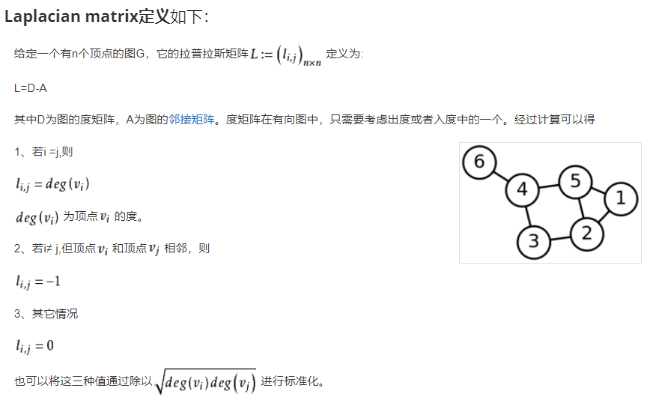 Laplacian matrix定义如下：
给定一个有n个顶点的图G，它的拉普拉斯矩阵 L := (l_{i,j})_{n×n} 定义为:
L=D-A
其中D为图的度矩阵，A为图的邻接矩阵。度矩阵在有向图中，只需要考虑出度或者入度中的一个。经过计算可以得
1、若i =j,则
l_{i,j} = deg(v_i)
deg(v_i) 为顶点 v_i 的度。
2、若i≠ j,但顶点 v_i 和顶点 v_j 相邻，则
l_{i,j} = −1
3、其它情况
l_{i,j} = 0
也可以将这三种值通过除以 √deg(v_i)deg(v_j) 进行标准化。
6
4
5
1
3
2